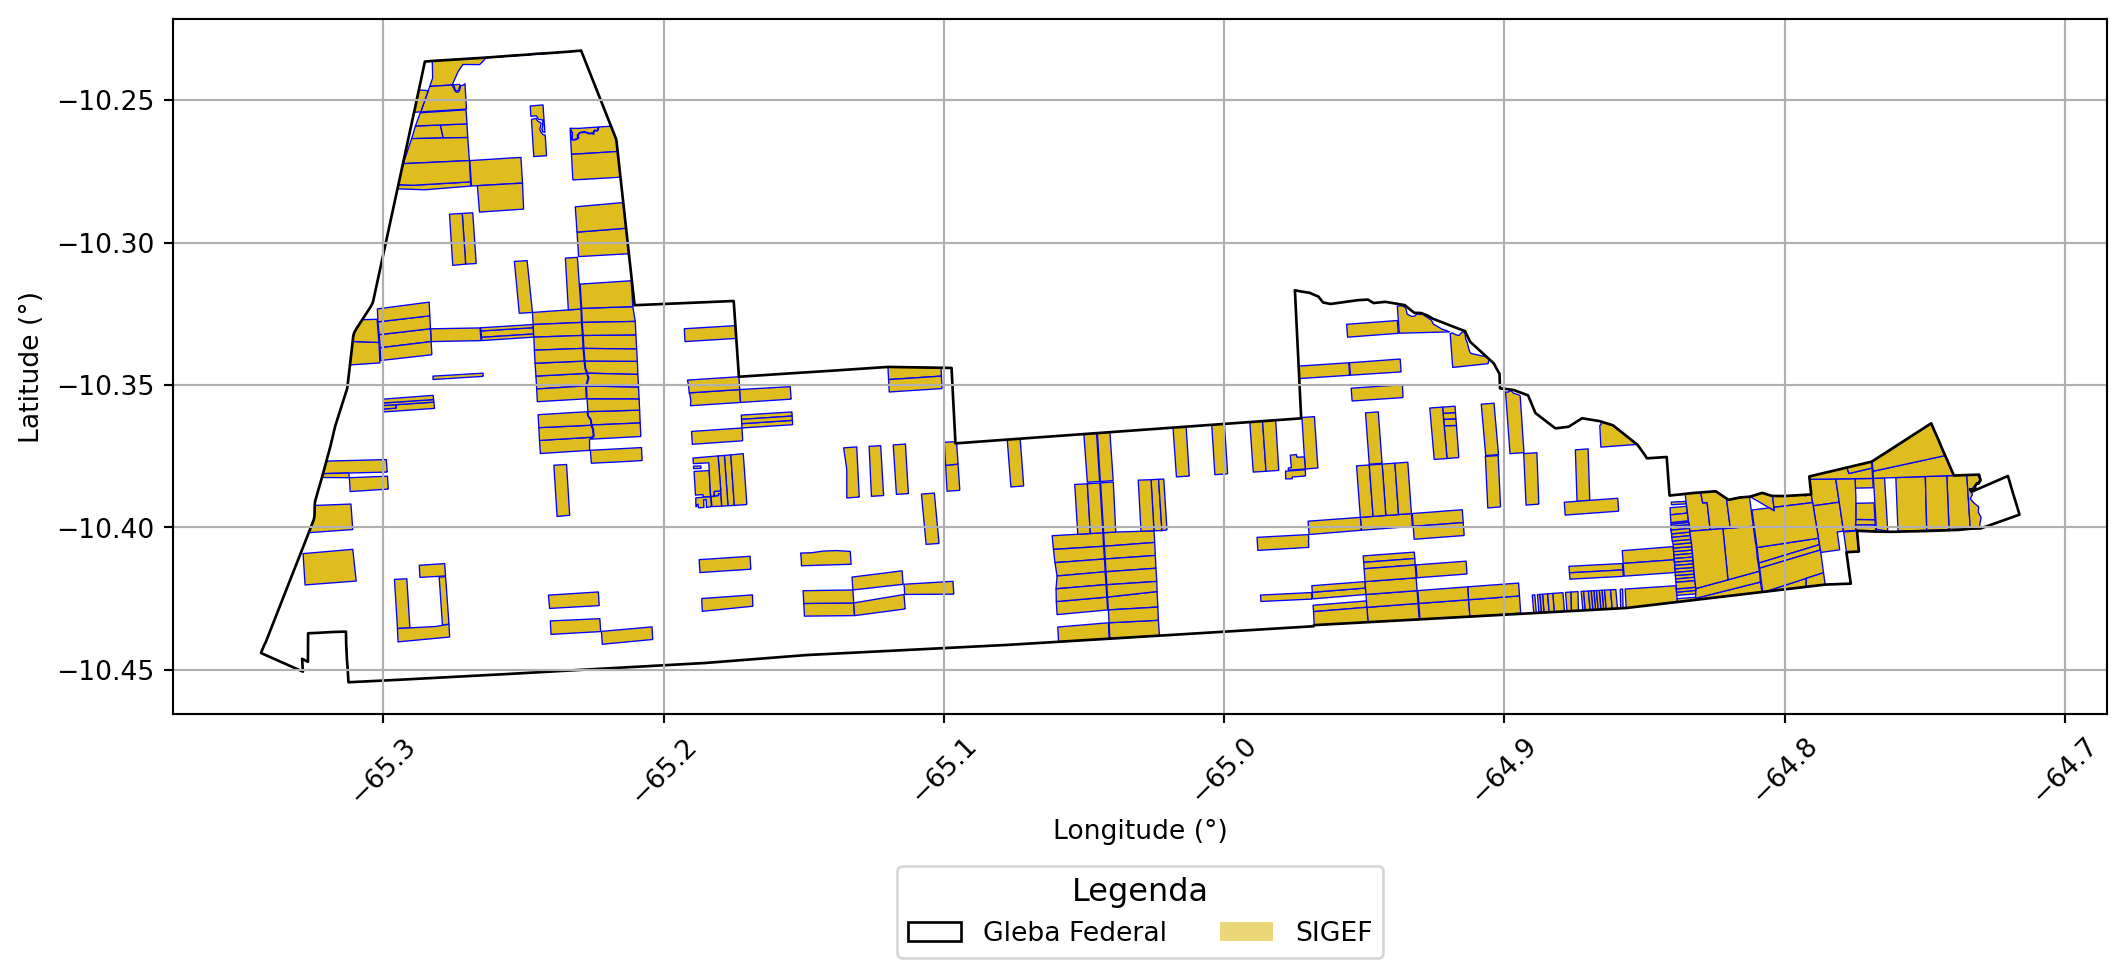 Latitude (°)
−10.25
−10.30
−10.35
−10.40
−10.45
−65.3
−65.2
−65.1
−65.0
−64.9
−64.8
−64.7
Longitude (°)
Legenda
Gleba Federal
SIGEF